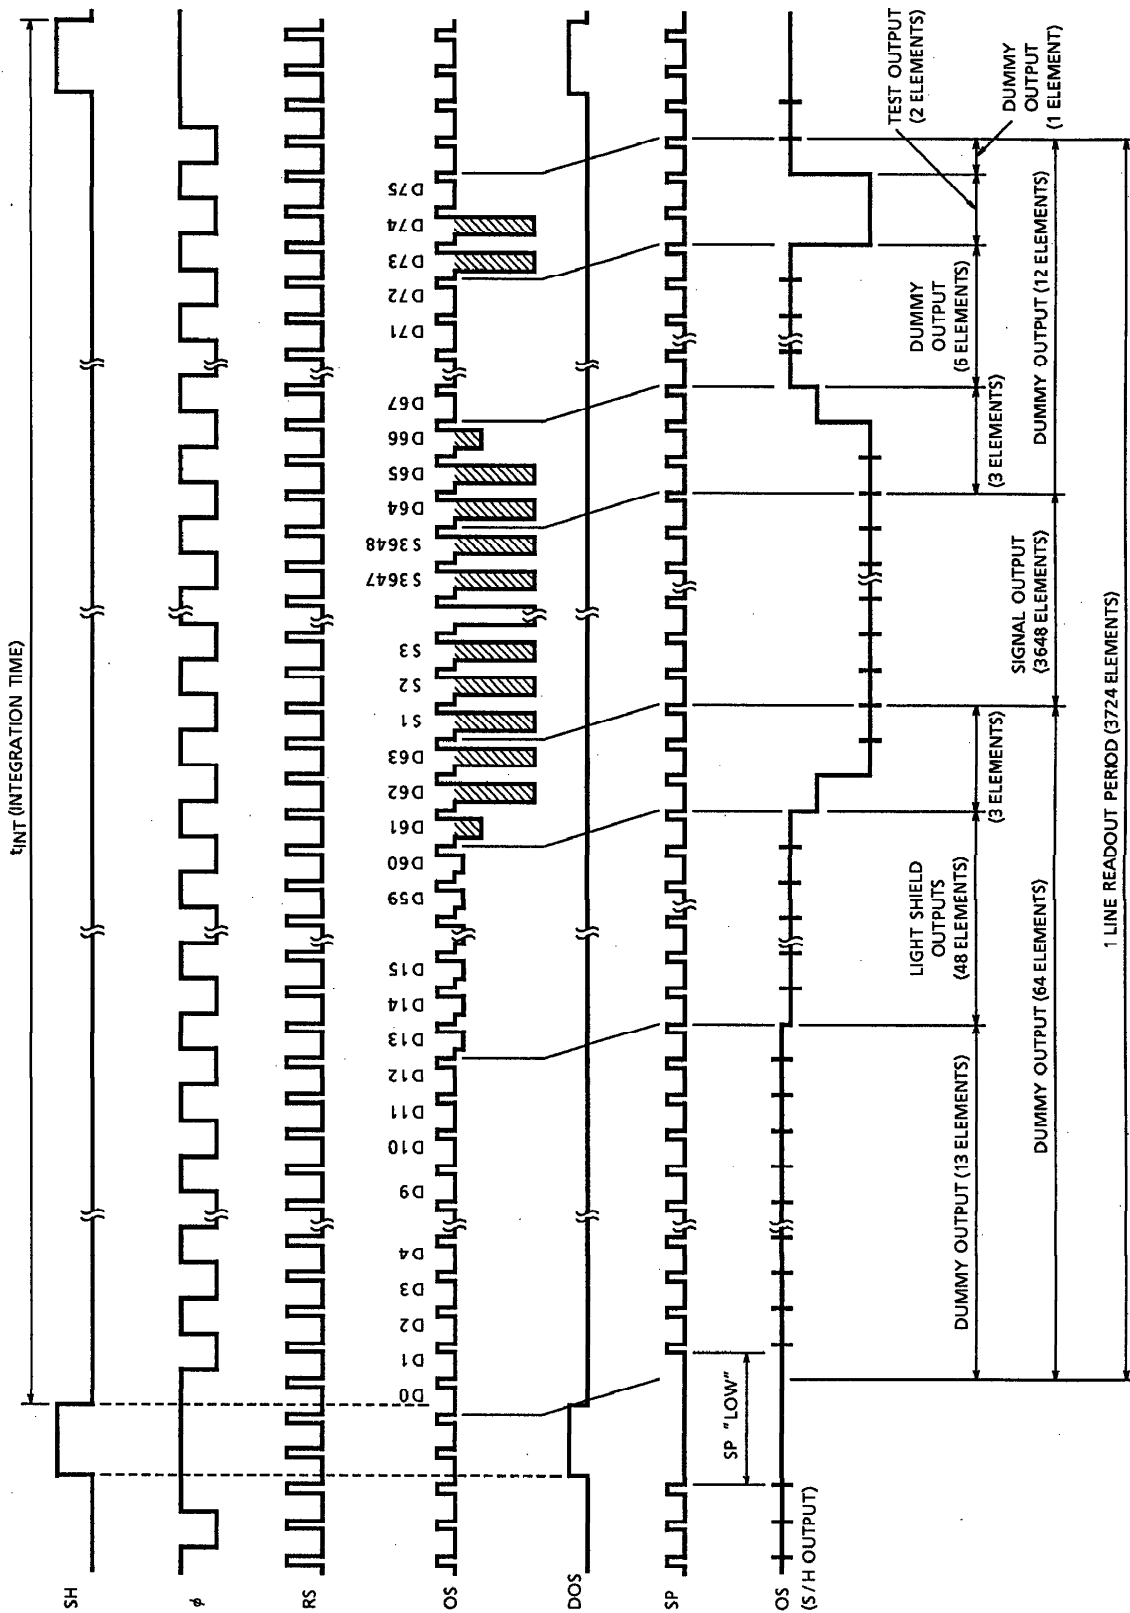 tINT (INTEGRATION TIME)
SH
φ
RS
D0 D1 D2 D3 D4 D9 D10 D11 D12 D13 D14 D15 D59 D60 D61 D62 D63 S1 S2 S3 S3647 S3648 D64 D65 D66 D67 D71 D72 D73 D74 D75
OS
DOS
SP
SP "LOW"
OS
(S / H OUTPUT)
DUMMY OUTPUT (13 ELEMENTS)
LIGHT SHIELD
OUTPUTS
(48 ELEMENTS)
(3 ELEMENTS)
(3 ELEMENTS)
DUMMY
OUTPUT
(6 ELEMENTS)
TEST OUTPUT
(2 ELEMENTS)
DUMMY
OUTPUT
(1 ELEMENT)
DUMMY OUTPUT (64 ELEMENTS)
SIGNAL OUTPUT
(3648 ELEMENTS)
DUMMY OUTPUT (12 ELEMENTS)
1 LINE READOUT PERIOD (3724 ELEMENTS)